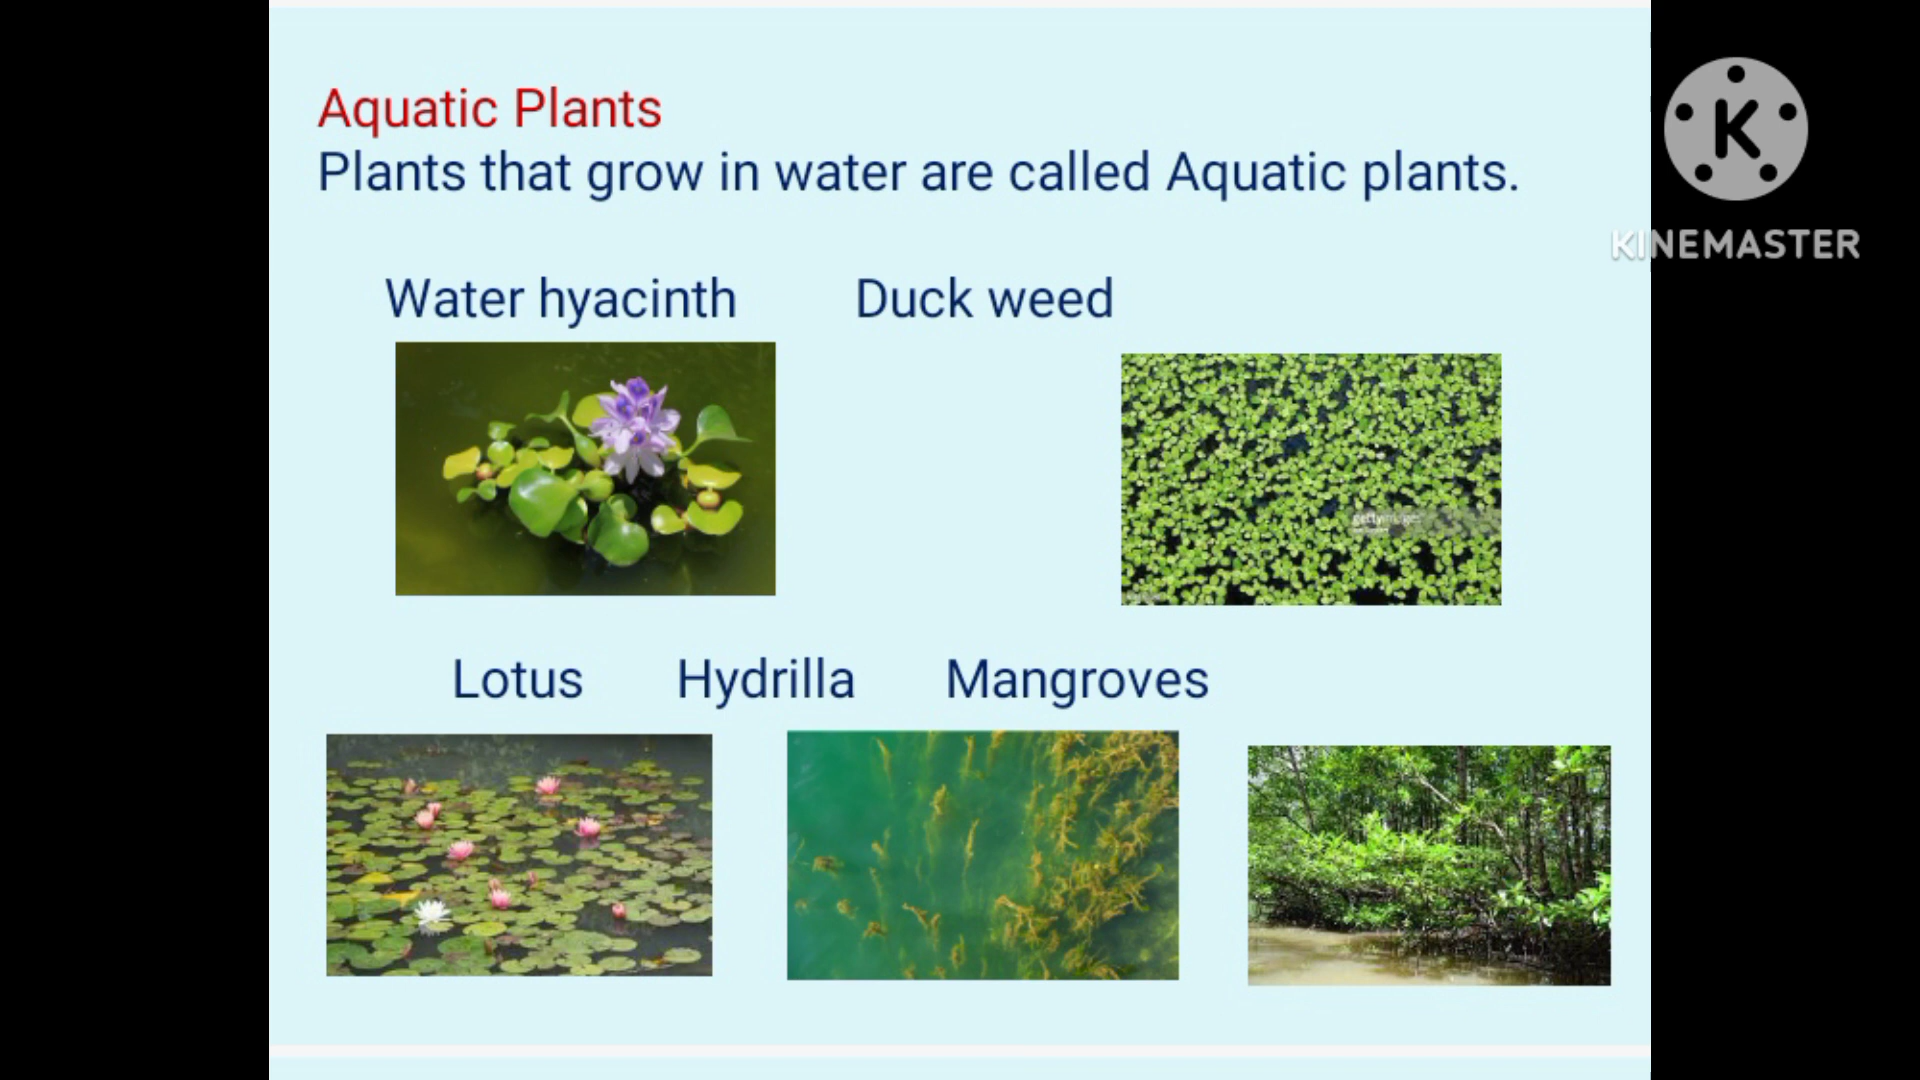 Aquatic Plants
Plants that grow in water are called Aquatic plants.
K
KINEMASTER
Water hyacinth Duck weed
gettyimages
Lotus Hydrilla Mangroves